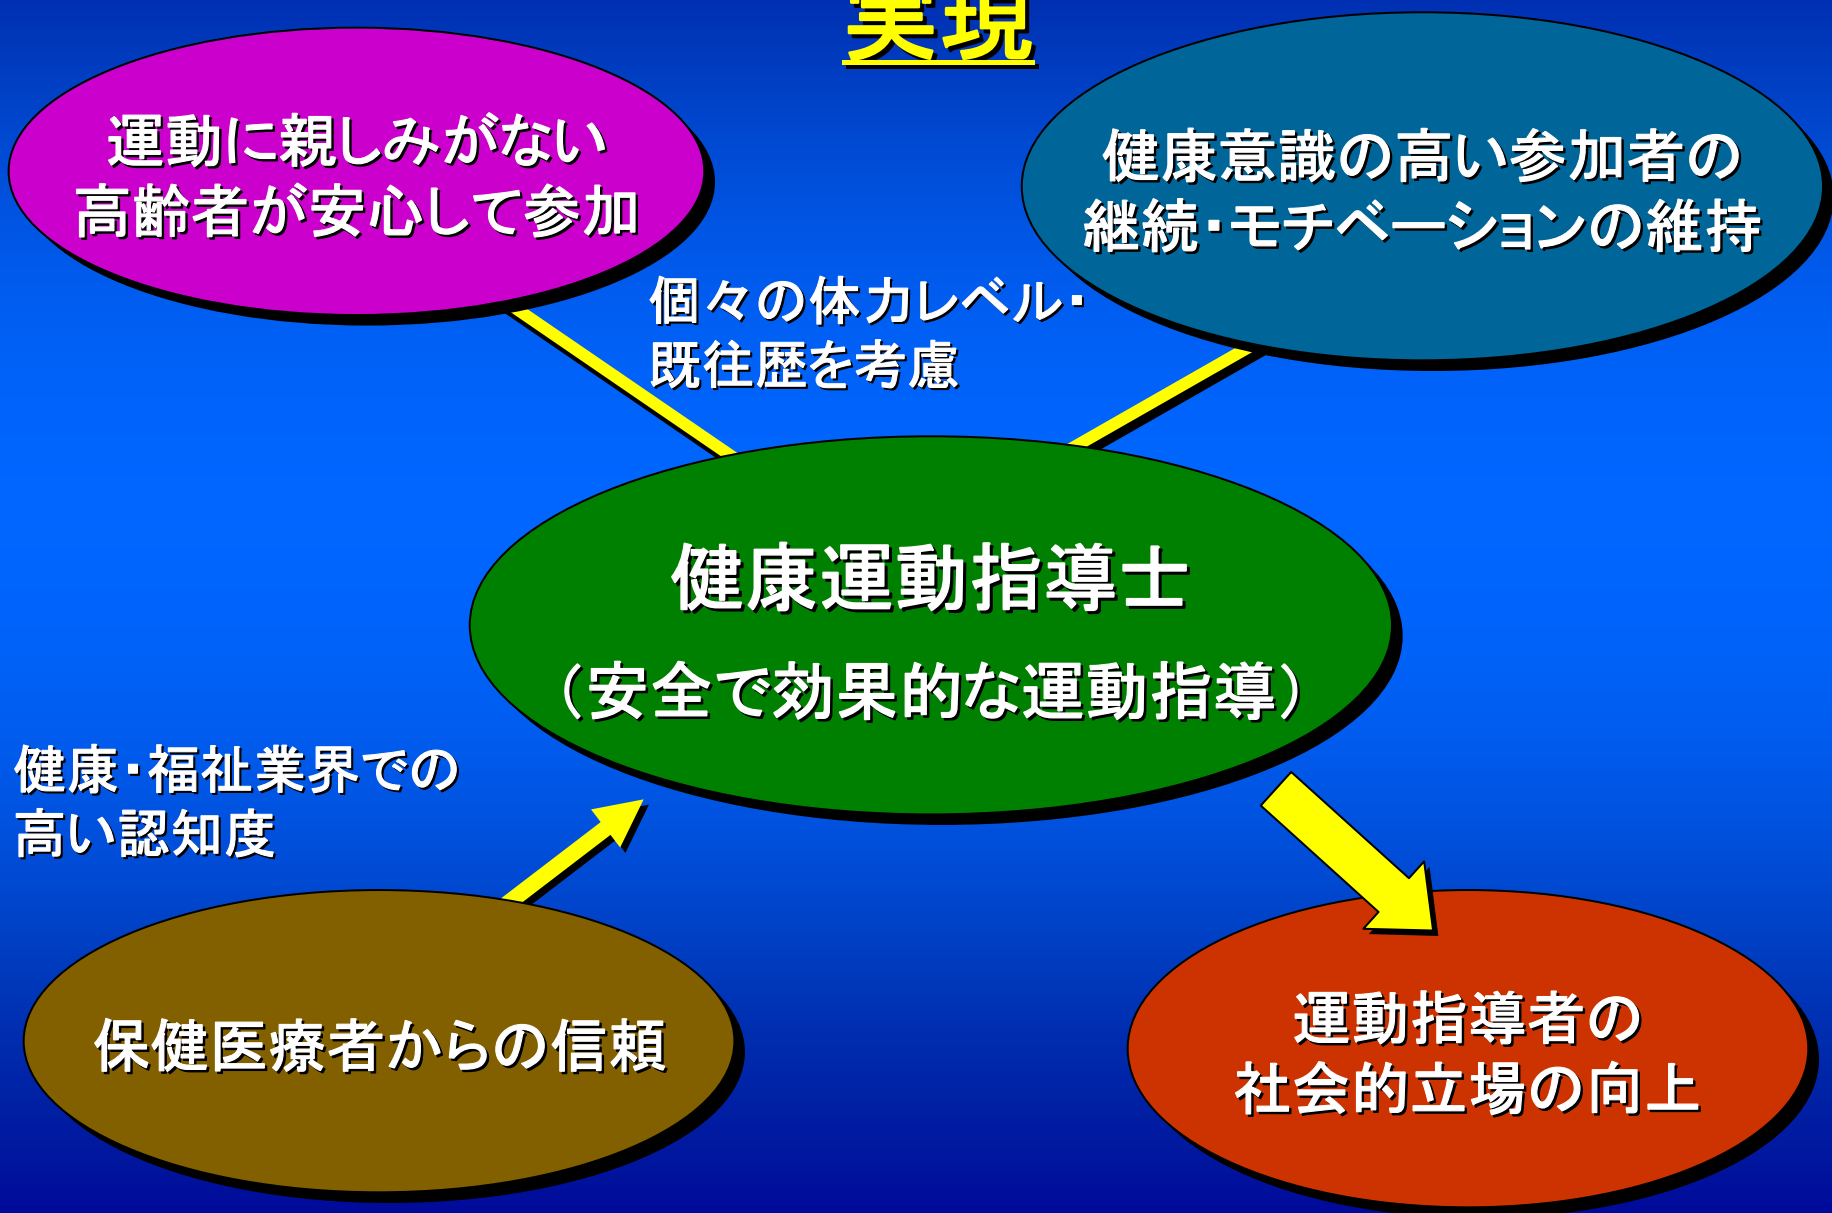 実現
運動に親しみがない
高齢者が安心して参加
健康意識の高い参加者の
継続・モチベーションの維持
個々の体力レベル・
既往歴を考慮
健康運動指導士
（安全で効果的な運動指導）
健康・福祉業界での
高い認知度
保健医療者からの信頼
運動指導者の
社会的立場の向上